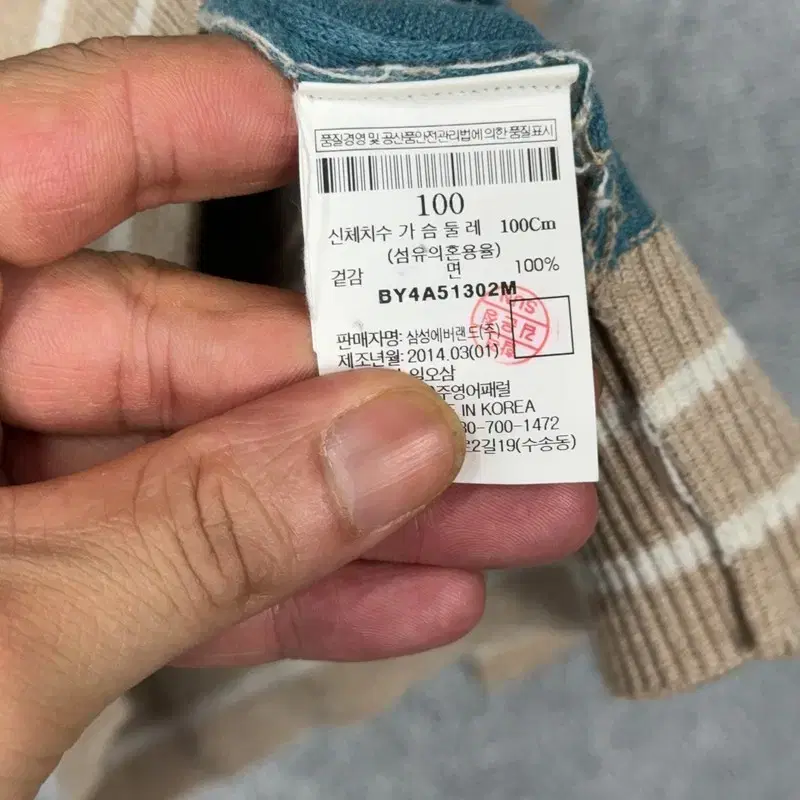 품질경영 및 공산품안전관리법에 의한 품질표시
100
신체치수 가 슴 둘 레 100Cm
(섬유의혼용율)
겉감 면 100%
BY4A51302M
판매자명: 삼성에버랜드(주)
제조년월: 2014.03(01)
일오삼
주영어패럴
IN KOREA
80-700-1472
2길19(수송동)